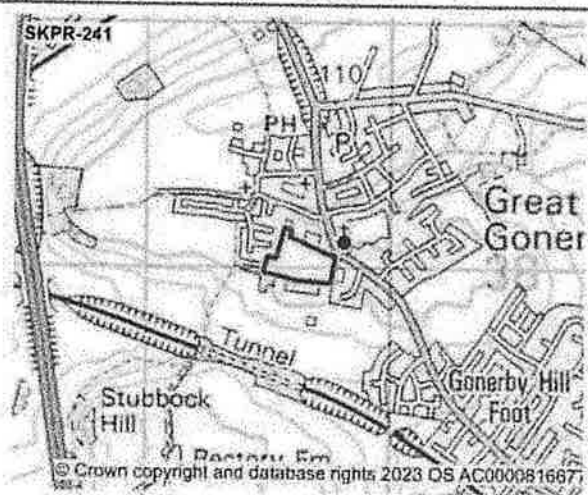 SKPR-241
110
PH
P
Great
Goner
Tunnel
Gonerby Hill
Foot
Stubbock
Hill
© Crown copyright and database rights 2023 OS AC0000816677